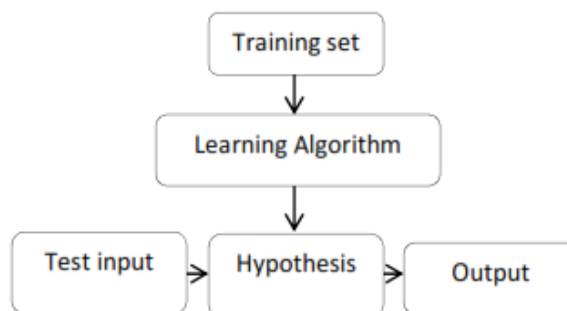 Training set
Learning Algorithm
Test input
Hypothesis
Output